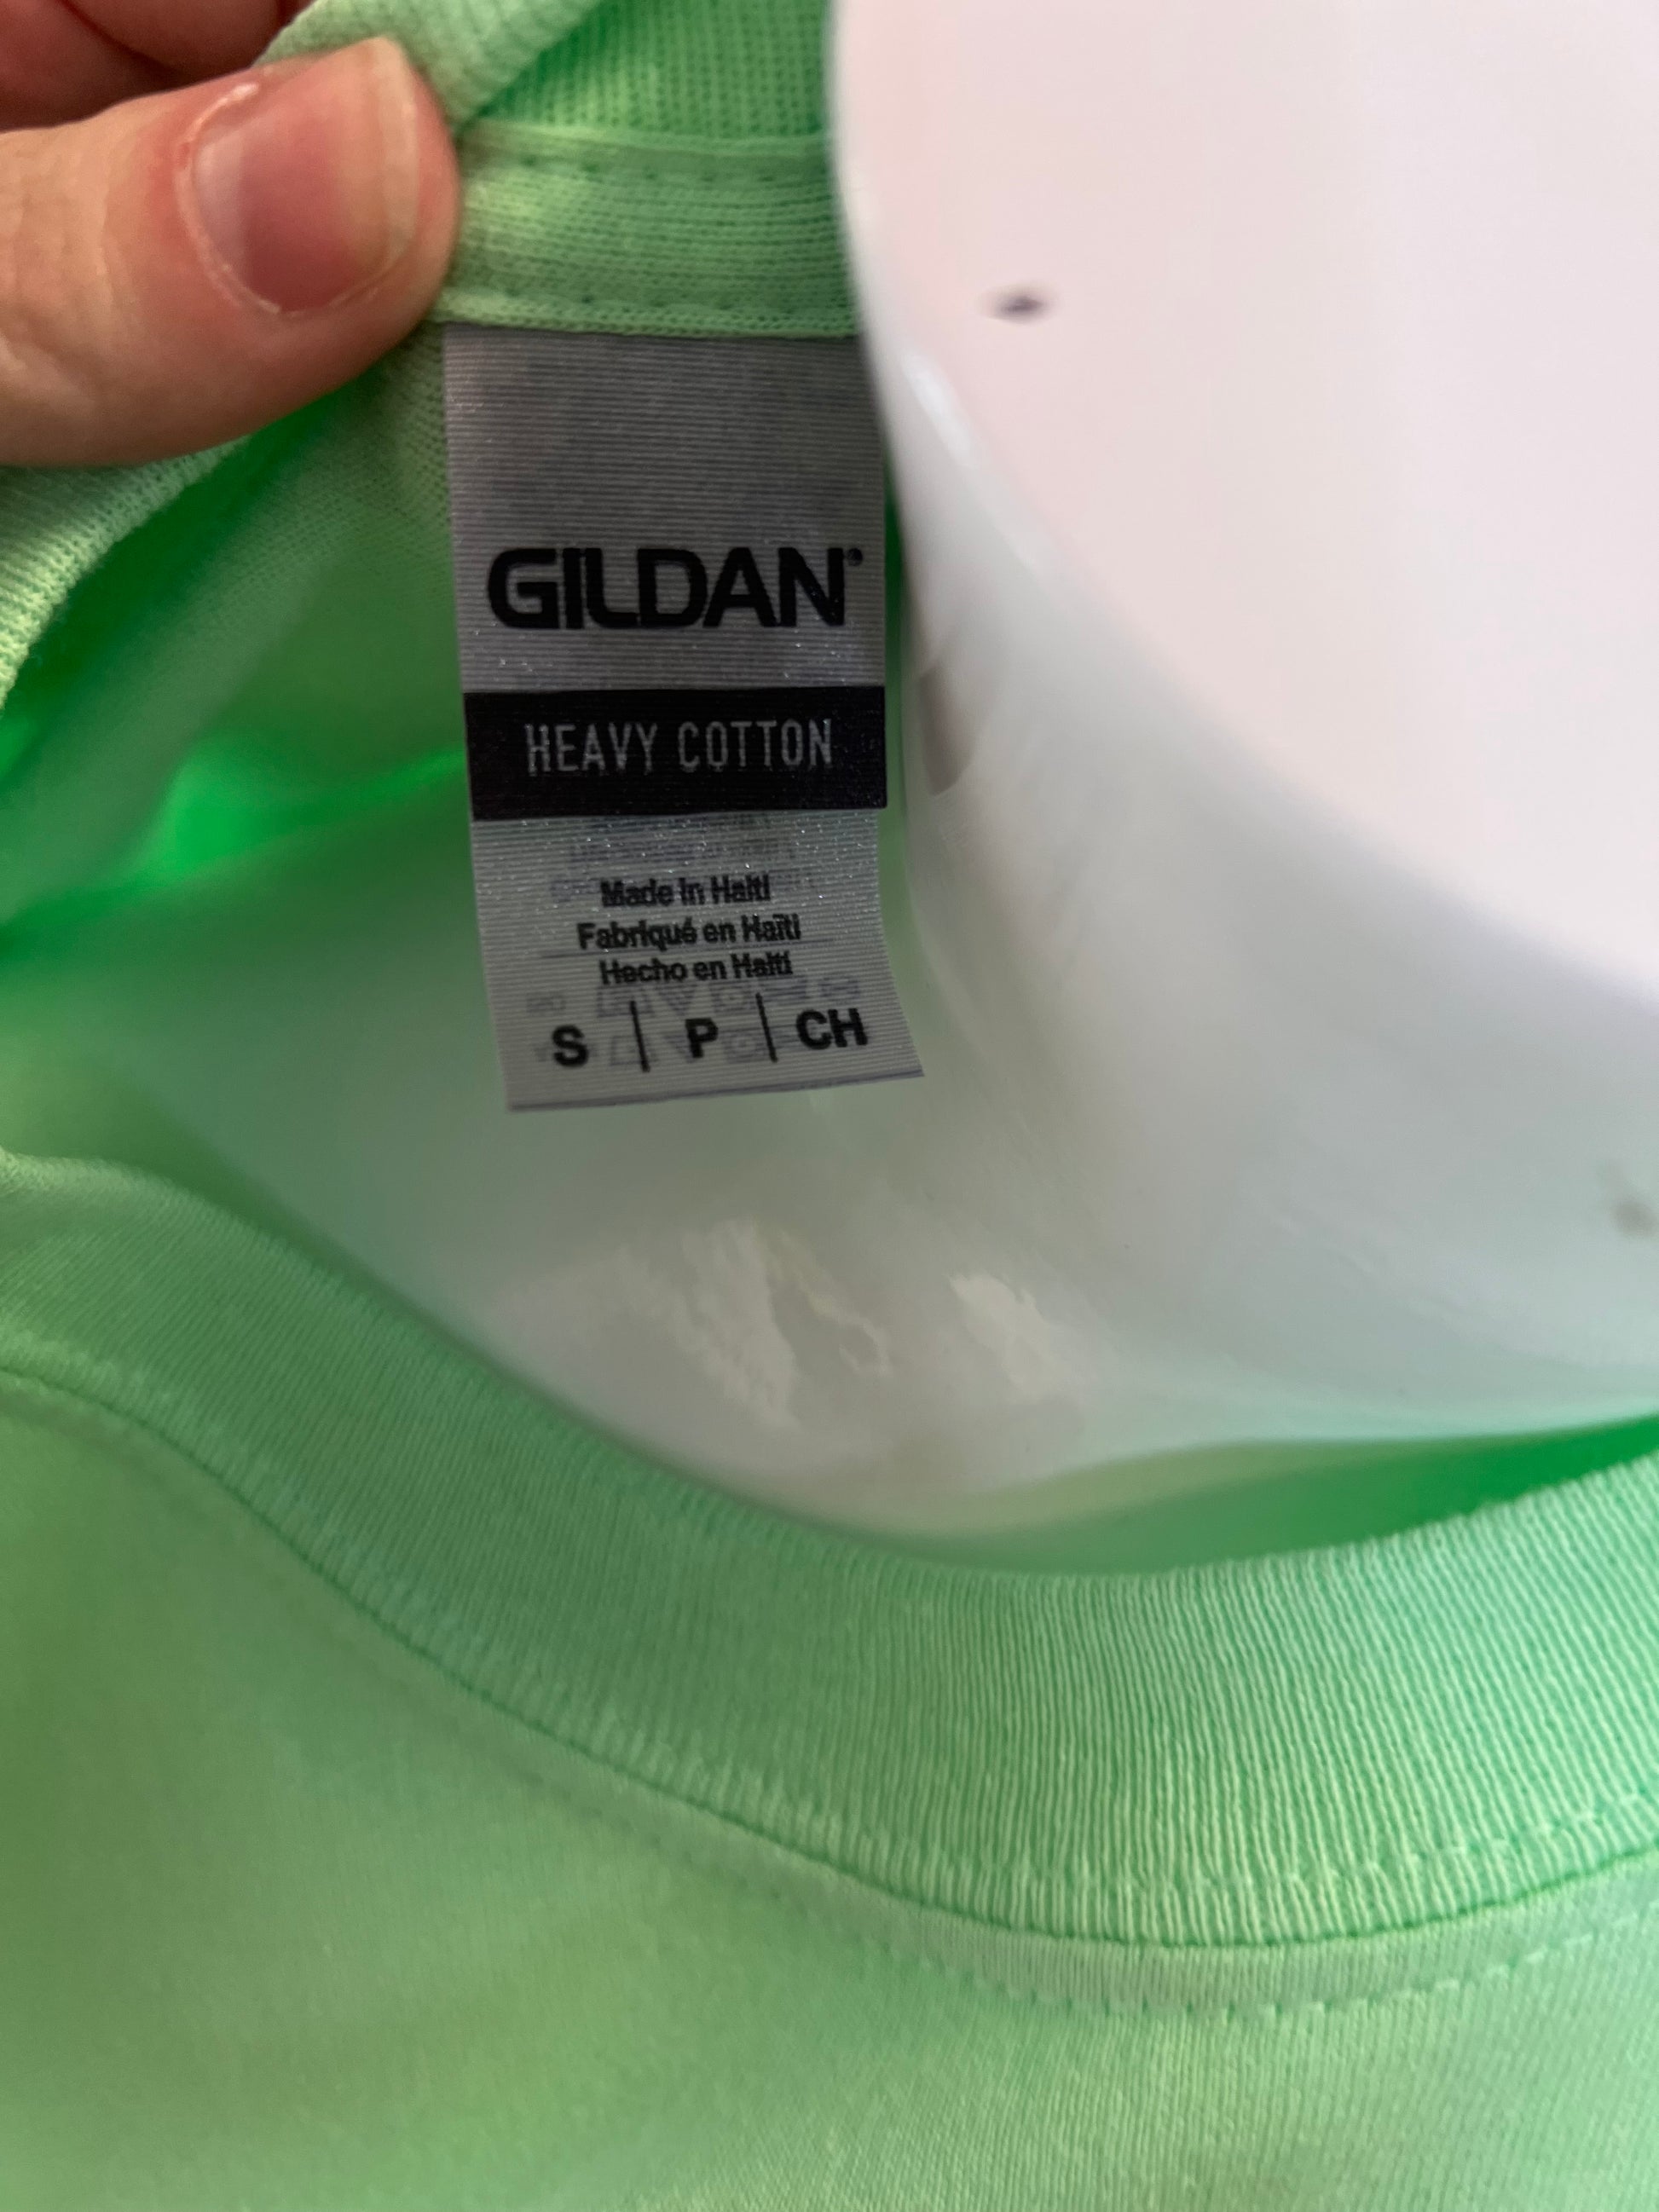 GILDAN®
HEAVY COTTON
Made in Haiti
Fabriqué en Haïti
Hecho en Haití
S | P | CH